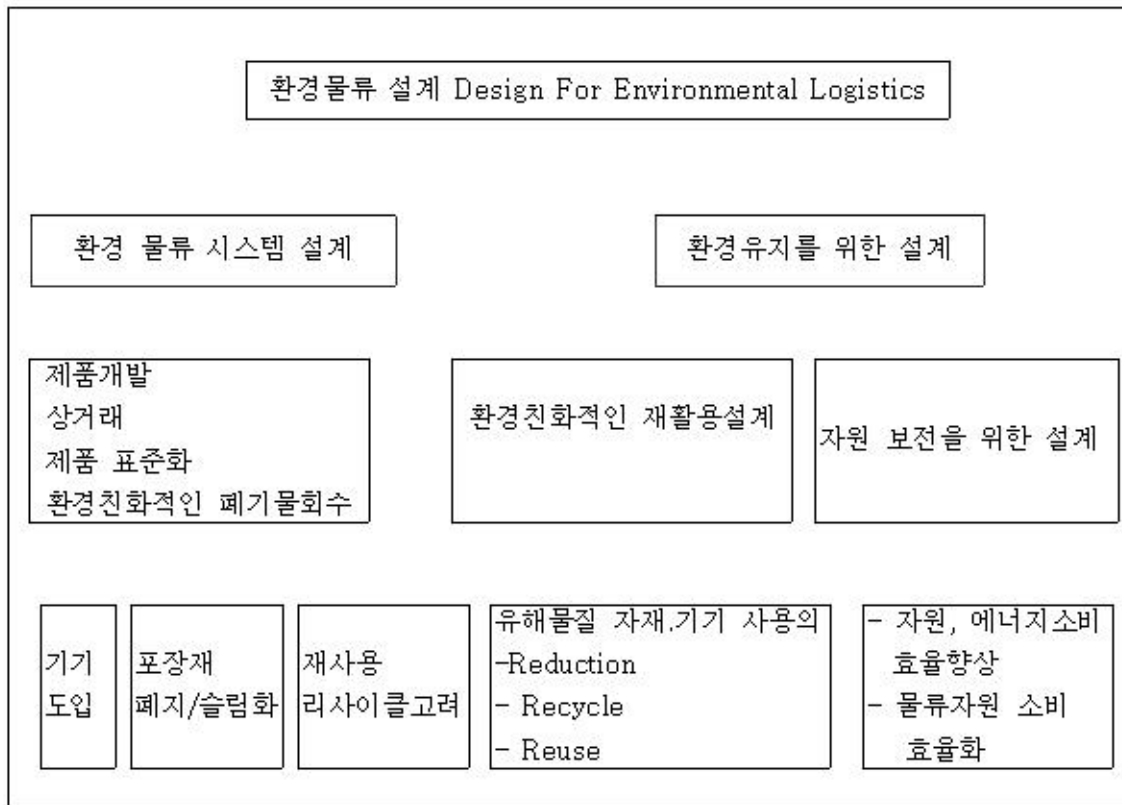 환경물류 설계 Design For Environmental Logistics
환경 물류 시스템 설계
환경유지를 위한 설계
제품개발
상거래
제품 표준화
환경친화적인 폐기물회수
환경친화적인 재활용설계
자원 보전을 위한 설계
기기
도입
포장재
폐지/슬림화
재사용
리사이클고려
유해물질 자재.기기 사용의
-Reduction
- Recycle
- Reuse
- 자원, 에너지소비
효율향상
- 물류자원 소비
효율화